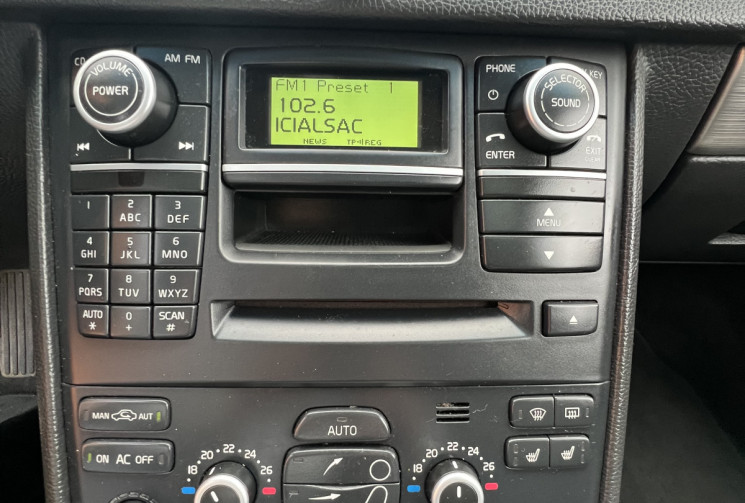 CD
AM FM
VOLUME
POWER
FM1 Preset 1
102.6
ICIALSAC
NEWS TP REG
PHONE
KEY
SELECTOR
SOUND
ENTER
EXIT
CLEAR
MENU
1
2 ABC
3 DEF
4 GHI
5 JKL
6 MNO
7 PQRS
8 TUV
9 WXYZ
AUTO *
0 +
SCAN #
MAN AUT
ON AC OFF
AUTO
18 20 22 24 26
18 20 22 24 26